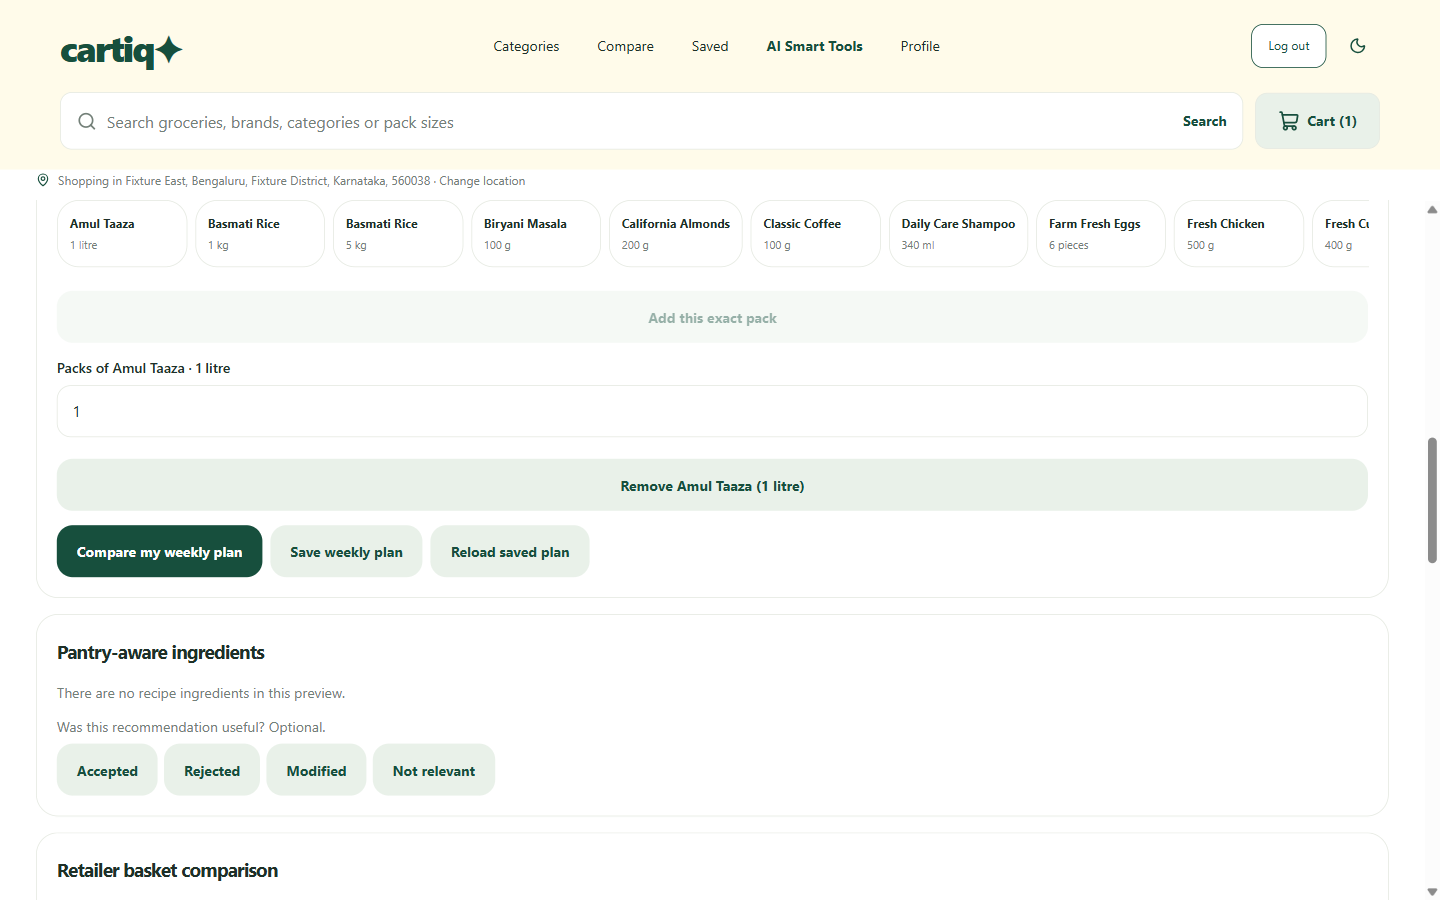 cartiq
Categories
Compare
Saved
AI Smart Tools
Profile
Log out
Search groceries, brands, categories or pack sizes
Search
Cart (1)
Shopping in Fixture East, Bengaluru, Fixture District, Karnataka, 560038 · Change location
Amul Taaza
1 litre
Basmati Rice
1 kg
Basmati Rice
5 kg
Biryani Masala
100 g
California Almonds
200 g
Classic Coffee
100 g
Daily Care Shampoo
340 ml
Farm Fresh Eggs
6 pieces
Fresh Chicken
500 g
Fresh
400 g
Add this exact pack
Packs of Amul Taaza · 1 litre
1
Remove Amul Taaza (1 litre)
Compare my weekly plan
Save weekly plan
Reload saved plan
Pantry-aware ingredients
There are no recipe ingredients in this preview.
Was this recommendation useful? Optional.
Accepted
Rejected
Modified
Not relevant
Retailer basket comparison